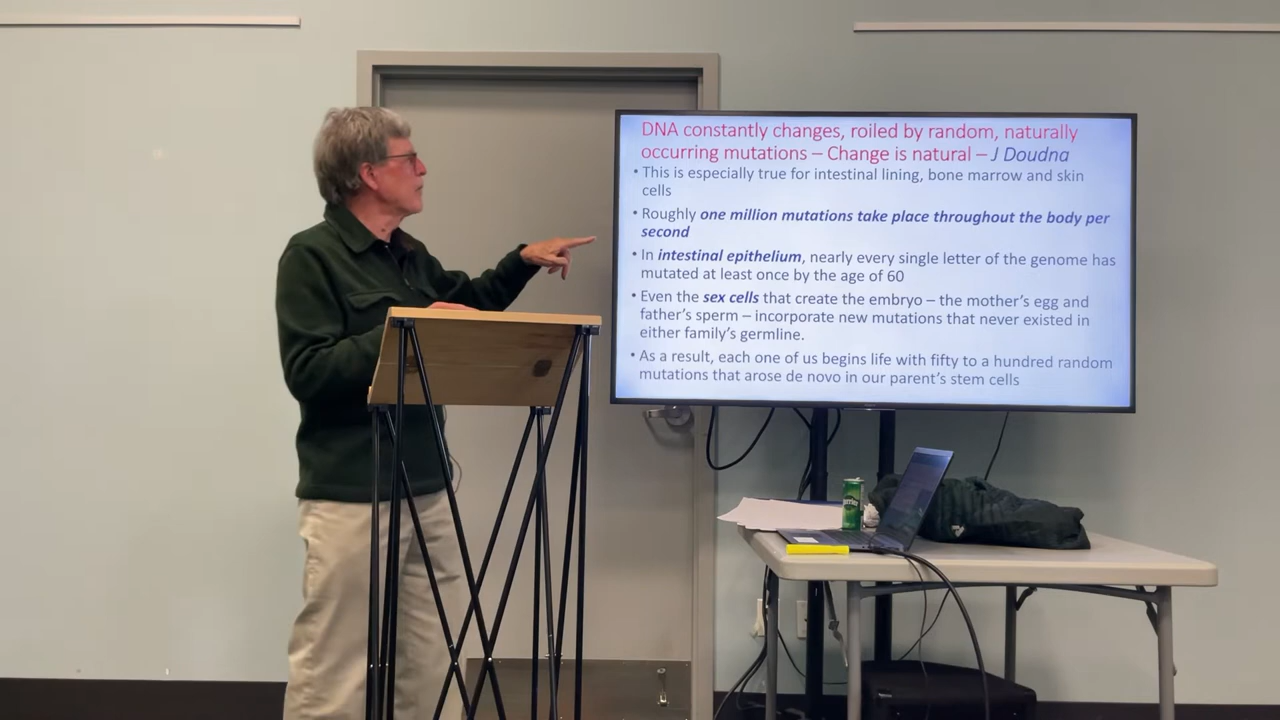 DNA constantly changes, roiled by random, naturally
occurring mutations – Change is natural – J Doudna
• This is especially true for intestinal lining, bone marrow and skin
cells
• Roughly one million mutations take place throughout the body per
second
• In intestinal epithelium, nearly every single letter of the genome has
mutated at least once by the age of 60
• Even the sex cells that create the embryo – the mother's egg and
father's sperm – incorporate new mutations that never existed in
either family's germline.
• As a result, each one of us begins life with fifty to a hundred random
mutations that arose de novo in our parent's stem cells